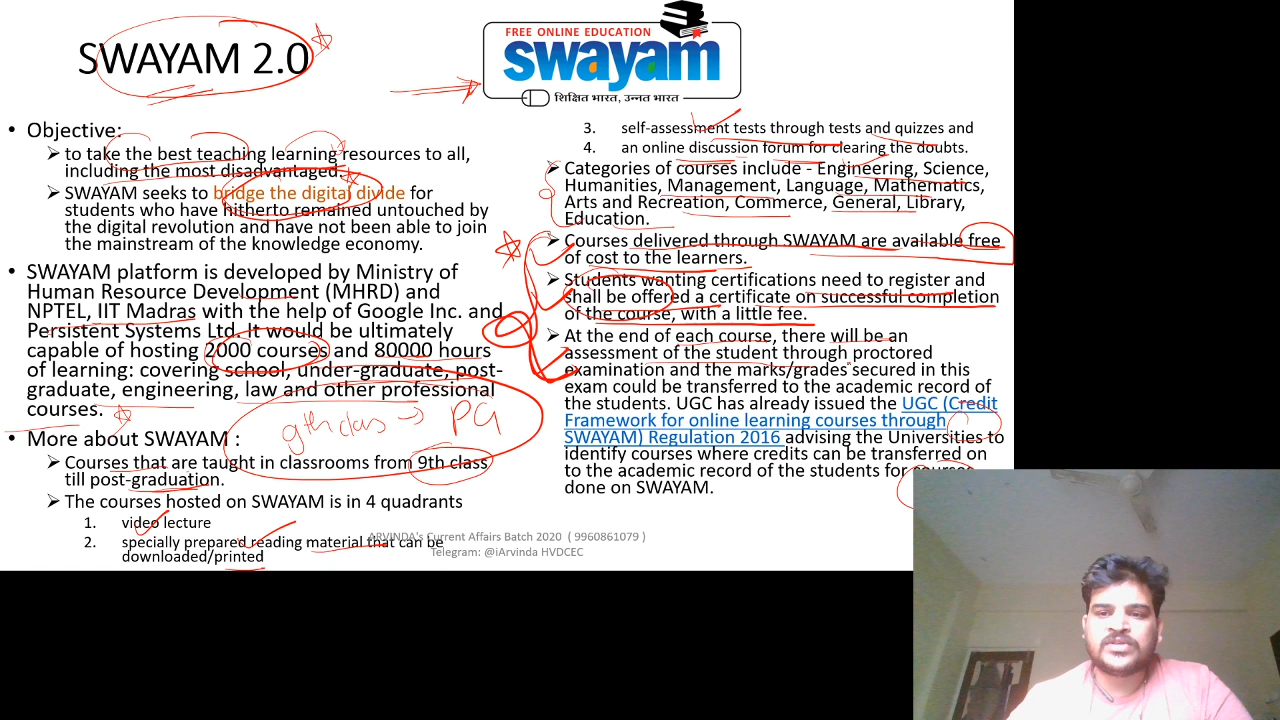 SWAYAM 2.0
FREE ONLINE EDUCATION
swayam
शिक्षित भारत, उन्नत भारत
• Objective:
➢ to take the best teaching learning resources to all,
including the most disadvantaged.
➢ SWAYAM seeks to bridge the digital divide for
students who have hitherto remained untouched by
the digital revolution and have not been able to join
the mainstream of the knowledge economy.
• SWAYAM platform is developed by Ministry of
Human Resource Development (MHRD) and
NPTEL, IIT Madras with the help of Google Inc. and
Persistent Systems Ltd. It would be ultimately
capable of hosting 2000 courses and 80000 hours
of learning: covering school, under-graduate, post-
graduate, engineering, law and other professional
courses.
9th class → PG
• More about SWAYAM :
➢ Courses that are taught in classrooms from 9th class
till post-graduation.
➢ The courses hosted on SWAYAM is in 4 quadrants
1. video lecture
2. specially prepared reading material that can be
downloaded/printed
3. self-assessment tests through tests and quizzes and
4. an online discussion forum for clearing the doubts.
➢ Categories of courses include - Engineering, Science,
Humanities, Management, Language, Mathematics,
Arts and Recreation, Commerce, General, Library,
Education.
➢ Courses delivered through SWAYAM are available free
of cost to the learners.
➢ Students wanting certifications need to register and
shall be offered a certificate on successful completion
of the course, with a little fee.
➢ At the end of each course, there will be an
assessment of the student through proctored
examination and the marks/grades secured in this
exam could be transferred to the academic record of
the students. UGC has already issued the UGC (Credit
Framework for online learning courses through
SWAYAM) Regulation 2016 advising the Universities to
identify courses where credits can be transferred on
to the academic record of the students for courses
done on SWAYAM.
ARVINDA's Current Affairs Batch 2020 ( 9960861079 )
Telegram: @iArvinda HVDCEC